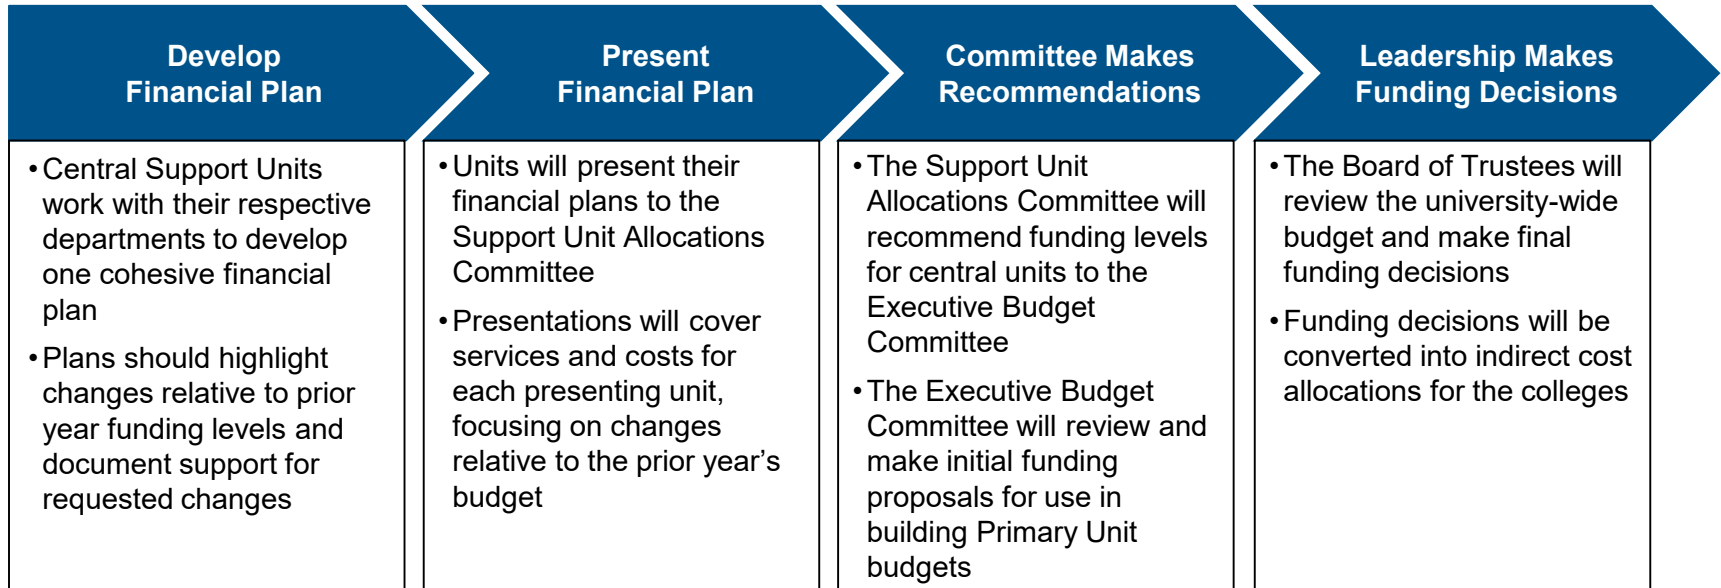 Develop
Financial Plan
• Central Support Units
work with their respective
departments to develop
one cohesive financial
plan
• Plans should highlight
changes relative to prior
year funding levels and
document support for
requested changes
Present
Financial Plan
• Units will present their
financial plans to the
Support Unit Allocations
Committee
• Presentations will cover
services and costs for
each presenting unit,
focusing on changes
relative to the prior year’s
budget
Committee Makes
Recommendations
• The Support Unit
Allocations Committee will
recommend funding levels
for central units to the
Executive Budget
Committee
• The Executive Budget
Committee will review and
make initial funding
proposals for use in
building Primary Unit
budgets
Leadership Makes
Funding Decisions
• The Board of Trustees will
review the university-wide
budget and make final
funding decisions
• Funding decisions will be
converted into indirect cost
allocations for the colleges